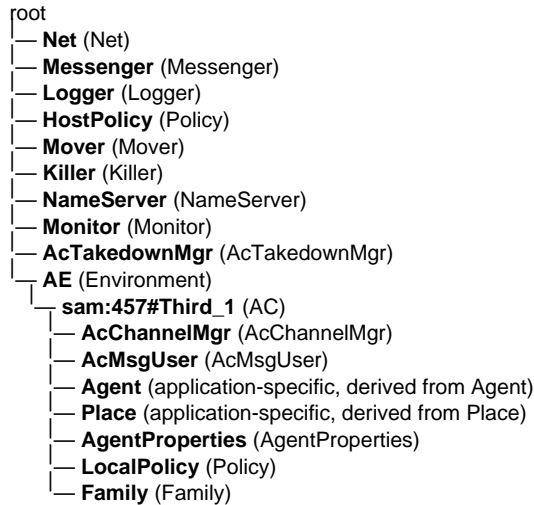 root
Net (Net)
Messenger (Messenger)
Logger (Logger)
HostPolicy (Policy)
Mover (Mover)
Killer (Killer)
NameServer (NameServer)
Monitor (Monitor)
AcTakedownMgr (AcTakedownMgr)
AE (Environment)
sam:457#Third_1 (AC)
AcChannelMgr (AcChannelMgr)
AcMsgUser (AcMsgUser)
Agent (application-specific, derived from Agent)
Place (application-specific, derived from Place)
AgentProperties (AgentProperties)
LocalPolicy (Policy)
Family (Family)